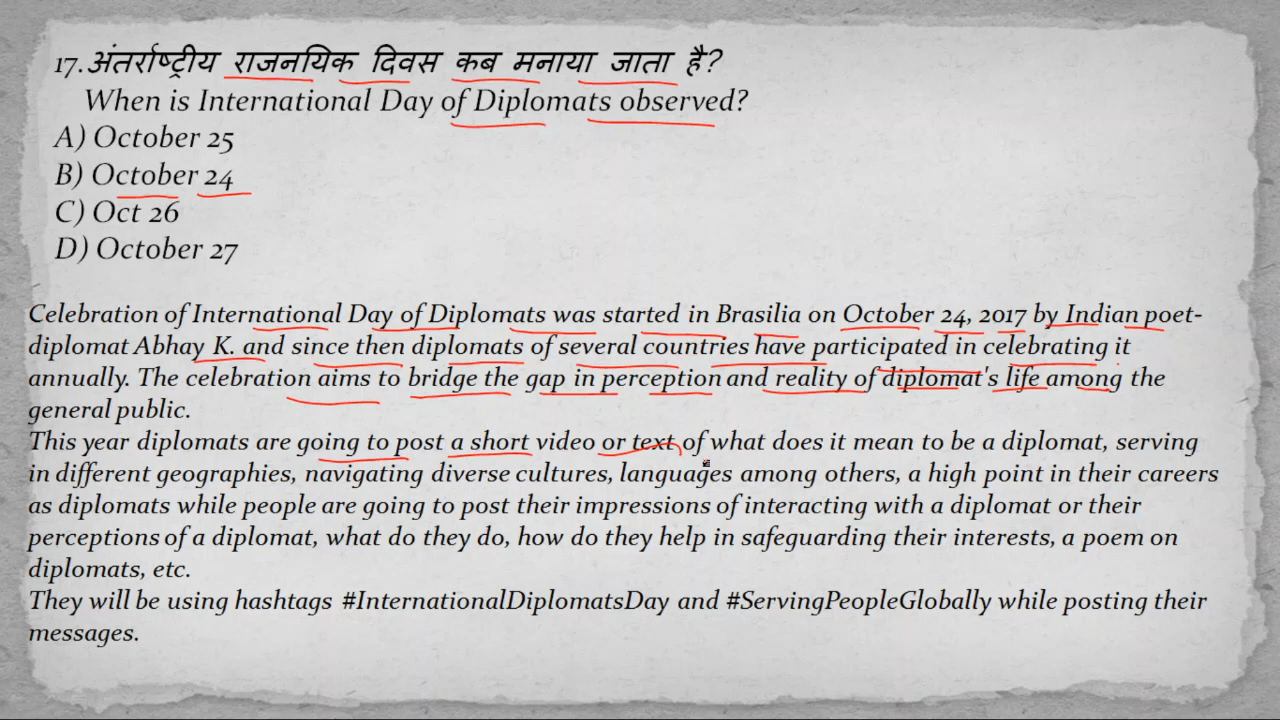 17. अंतर्राष्ट्रीय राजनयिक दिवस कब मनाया जाता है?
When is International Day of Diplomats observed?
A) October 25
B) October 24
C) Oct 26
D) October 27
Celebration of International Day of Diplomats was started in Brasilia on October 24, 2017 by Indian poet-
diplomat Abhay K. and since then diplomats of several countries have participated in celebrating it
annually. The celebration aims to bridge the gap in perception and reality of diplomat's life among the
general public.
This year diplomats are going to post a short video or text of what does it mean to be a diplomat, serving
in different geographies, navigating diverse cultures, languages among others, a high point in their careers
as diplomats while people are going to post their impressions of interacting with a diplomat or their
perceptions of a diplomat, what do they do, how do they help in safeguarding their interests, a poem on
diplomats, etc.
They will be using hashtags #InternationalDiplomatsDay and #ServingPeopleGlobally while posting their
messages.